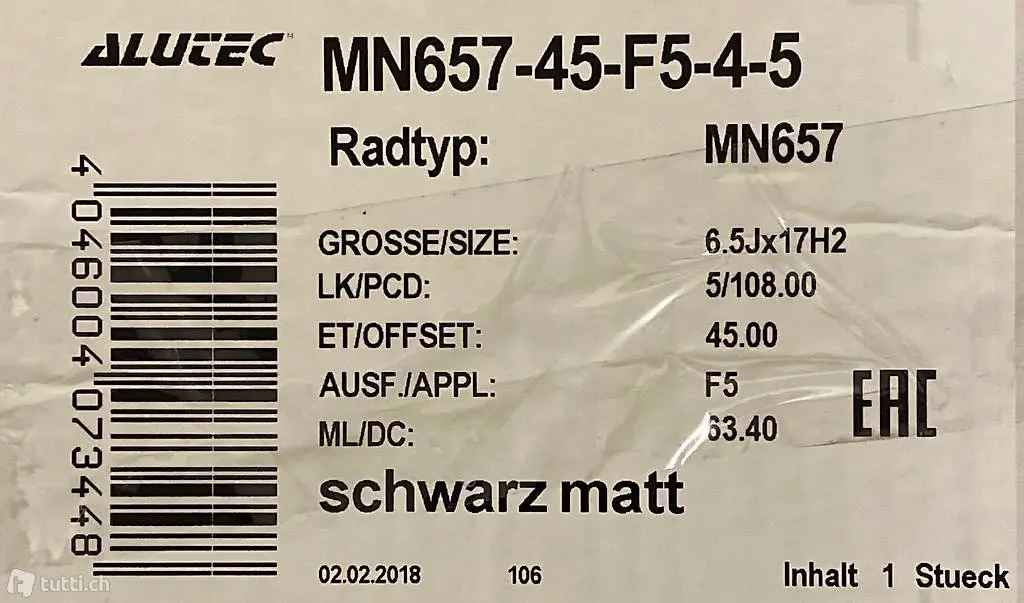 ALUTEC™ MN657-45-F5-4-5
Radtyp: MN657
GROSSE/SIZE: 6.5Jx17H2
LK/PCD: 5/108.00
ET/OFFSET: 45.00
AUSF./APPL: F5
EAC
ML/DC: 63.40
schwarz matt
02.02.2018 106 Inhalt 1 Stueck
4046004073448
tutti.ch